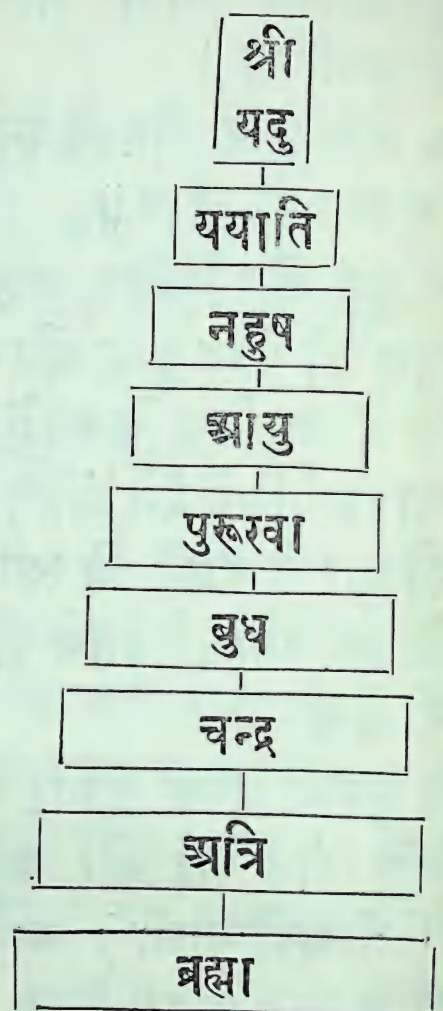 श्री
यदु
ययाति
नहुष
आयु
पुरूरवा
बुध
चन्द्र
अत्रि
ब्रह्मा